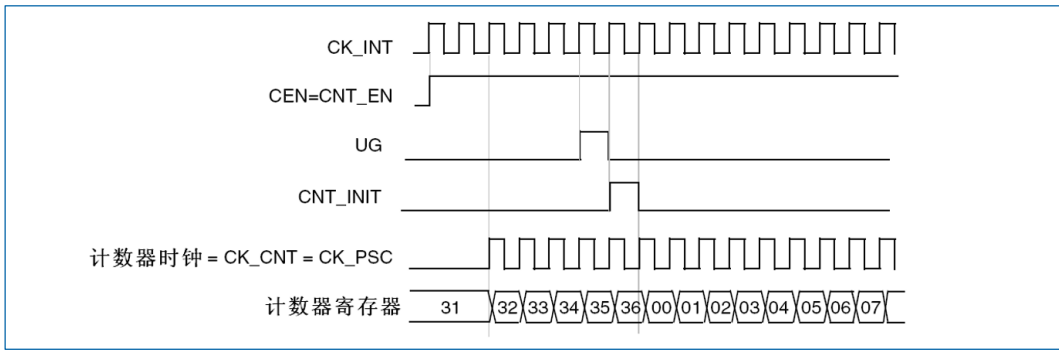 CK_INT
CEN=CNT_EN
UG
CNT_INIT
计数器时钟 = CK_CNT = CK_PSC
计数器寄存器 31 32 33 34 35 36 00 01 02 03 04 05 06 07